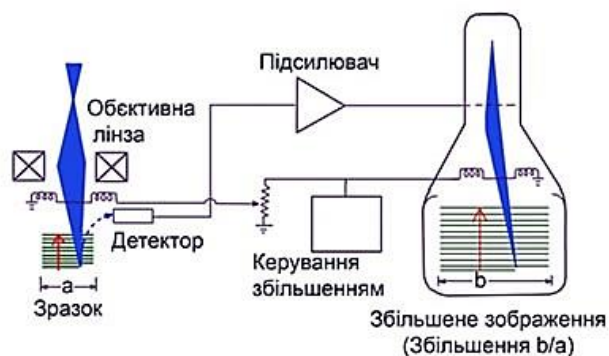 Підсилювач
Обєктивна
лінза
Детектор
a
Зразок
Керування
збільшенням
b
Збільшене зображення
(Збільшення b/a)